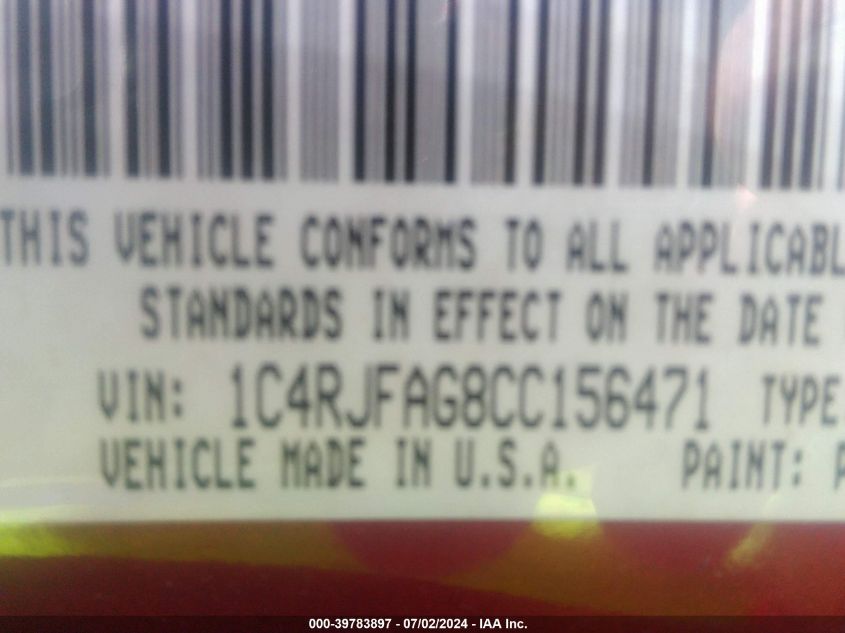 THIS VEHICLE CONFORMS TO ALL APPLICABL
STANDARDS IN EFFECT ON THE DATE
VIN: 1C4RJFAG8CC156471 TYPE
VEHICLE MADE IN U.S.A. PAINT:
000-39783897 - 07/02/2024 - IAA Inc.